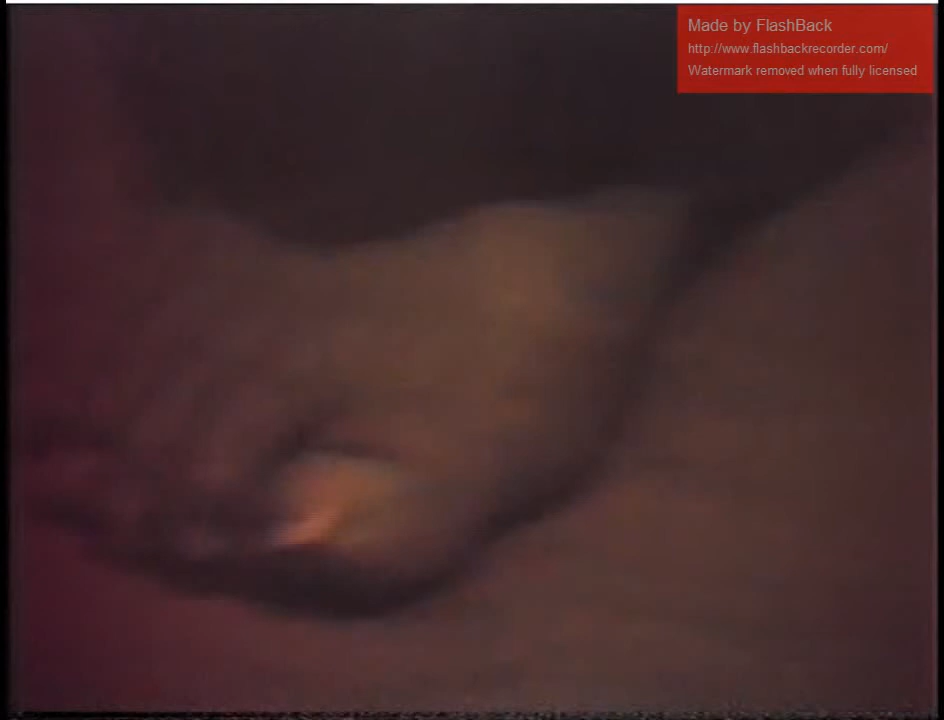 Made by FlashBack
http://www.flashbackrecorder.com/
Watermark removed when fully licensed